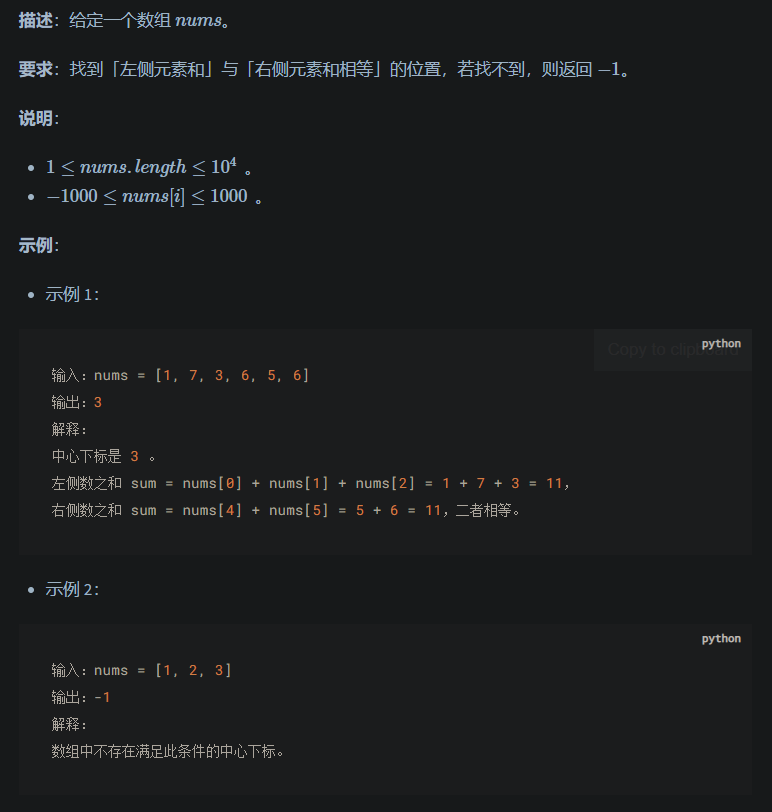 描述：给定一个数组 nums。
要求：找到「左侧元素和」与「右侧元素和相等」的位置，若找不到，则返回 −1。
说明：
• 1 ≤ nums.length ≤ 10⁴ 。
• −1000 ≤ nums[i] ≤ 1000 。
示例：
• 示例 1：
Copy to clipboard
python
输入：nums = [1, 7, 3, 6, 5, 6]
输出：3
解释：
中心下标是 3 。
左侧数之和 sum = nums[0] + nums[1] + nums[2] = 1 + 7 + 3 = 11，
右侧数之和 sum = nums[4] + nums[5] = 5 + 6 = 11，二者相等。
• 示例 2：
python
输入：nums = [1, 2, 3]
输出：-1
解释：
数组中不存在满足此条件的中心下标。